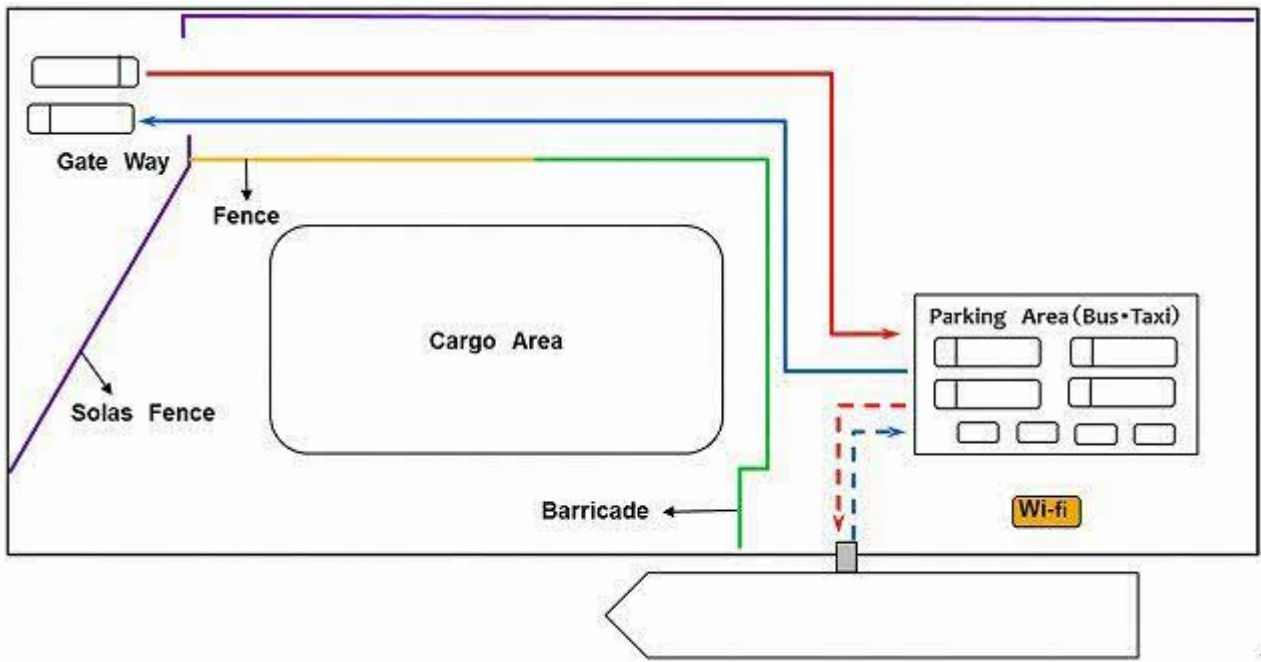 Gate Way
Fence
Parking Area(Bus・Taxi)
Cargo Area
Solas Fence
Barricade
Wi-fi